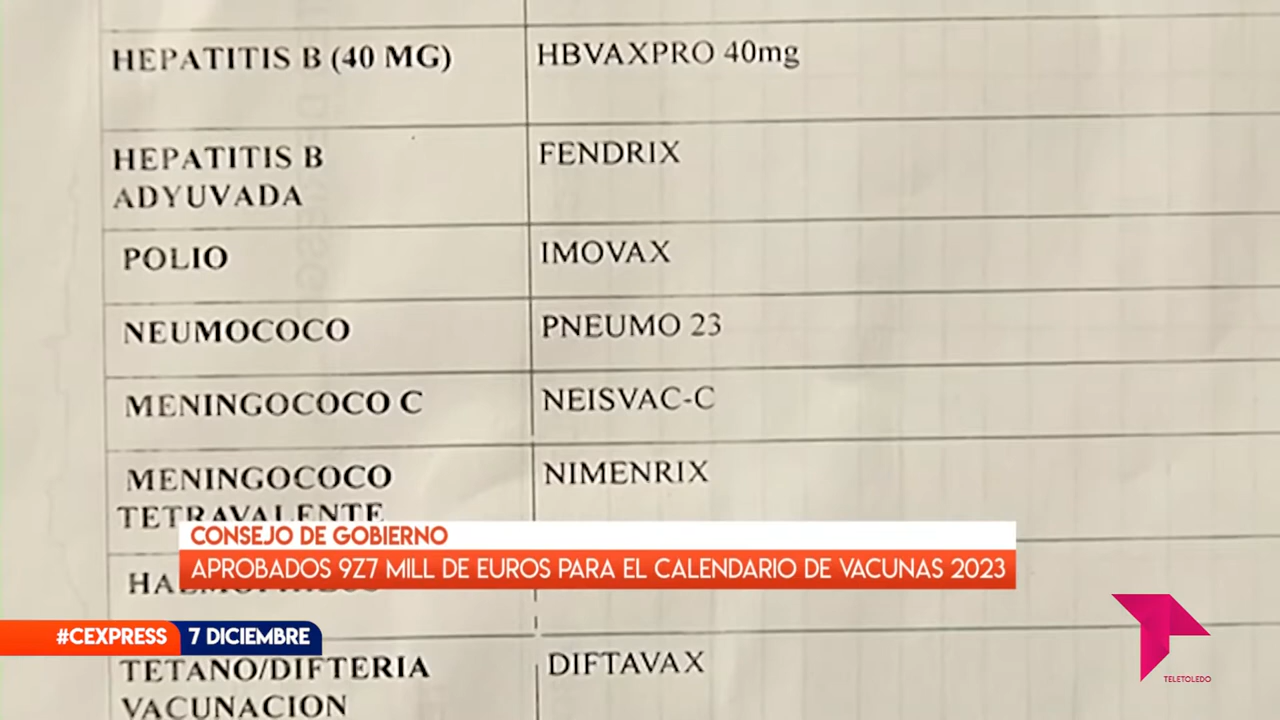 HEPATITIS B (40 MG)
HBVAXPRO 40mg
HEPATITIS B
ADYUVADA
FENDRIX
POLIO
IMOVAX
NEUMOCOCO
PNEUMO 23
MENINGOCOCO C
NEISVAC-C
MENINGOCOCO
TETRAVALENTE
NIMENRIX
CONSEJO DE GOBIERNO
APROBADOS 9Z7 MILL DE EUROS PARA EL CALENDARIO DE VACUNAS 2023
#CEXPRESS
7 DICIEMBRE
TETANO/DIFTERIA
VACUNACION
DIFTAVAX
TELETOLEDO